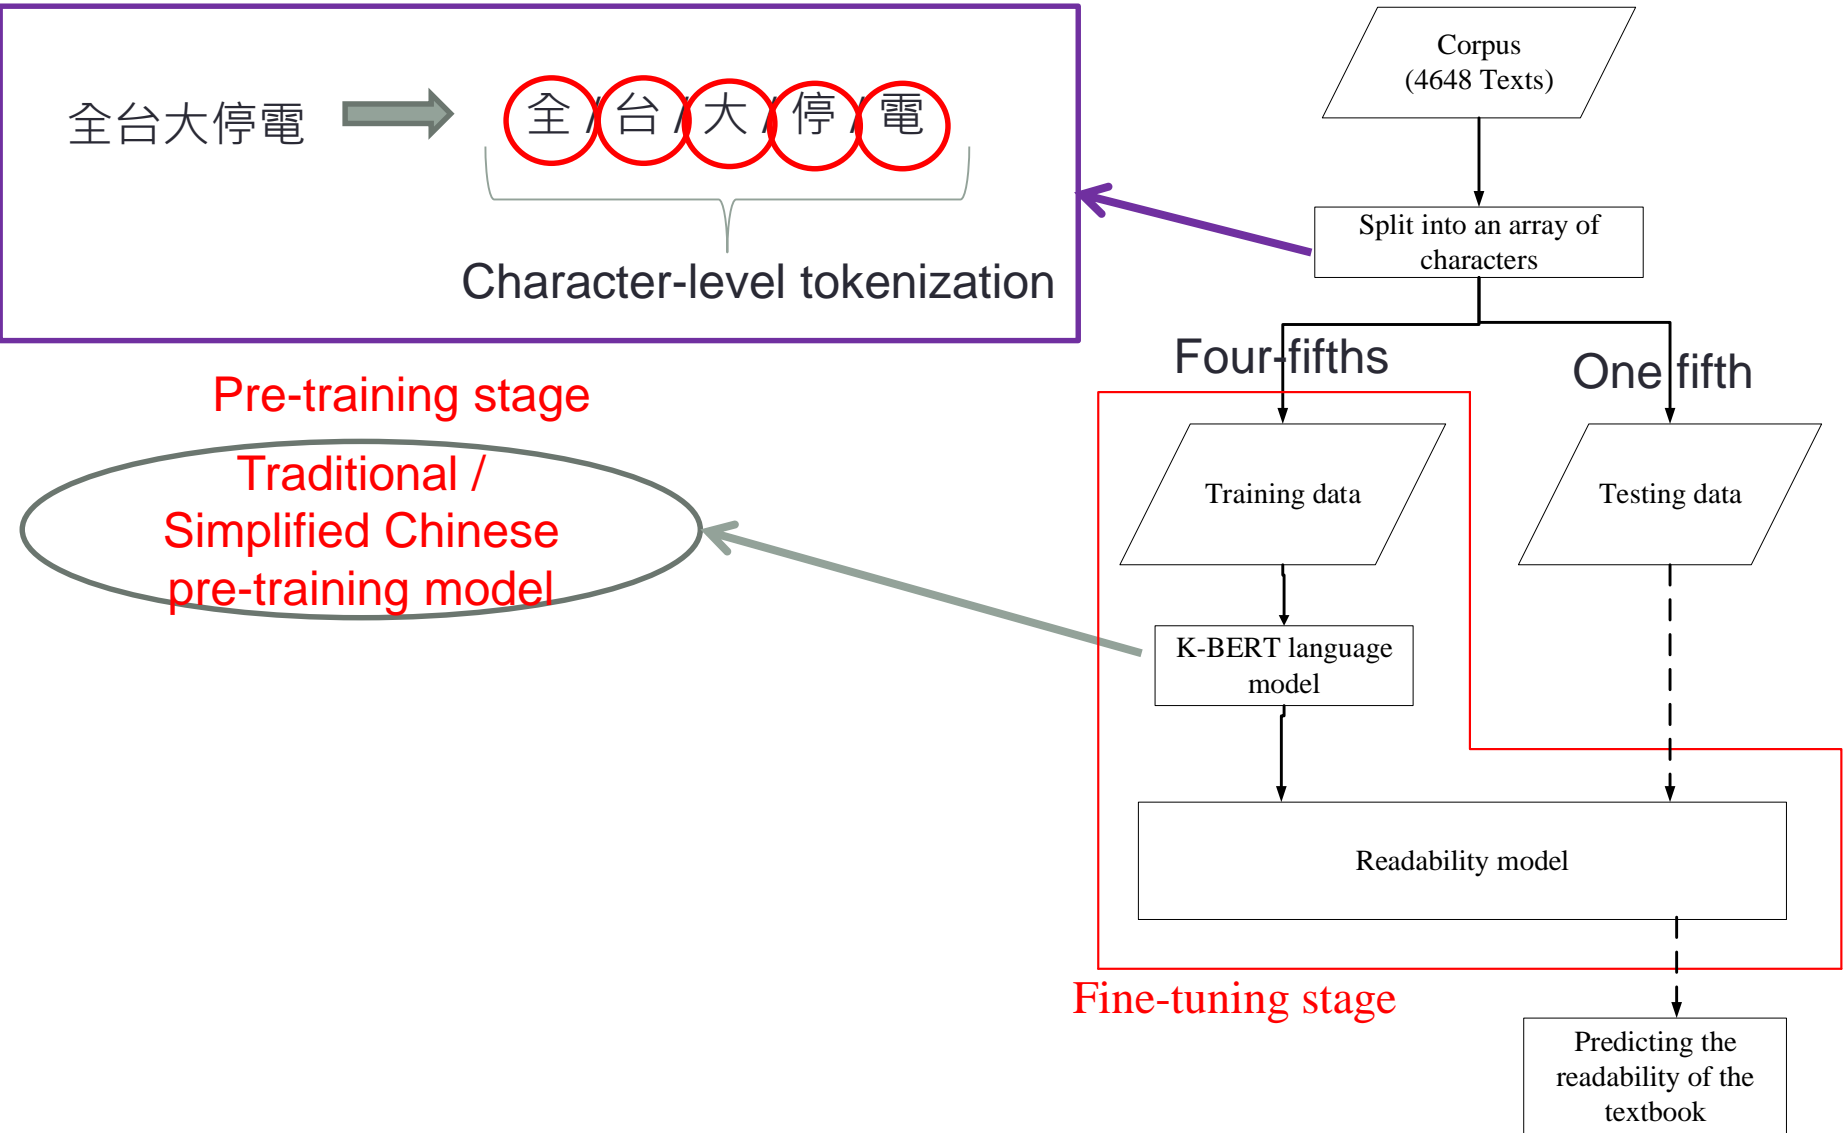 全台大停電
全 / 台 / 大 / 停 / 電
Character-level tokenization
Corpus
(4648 Texts)
Split into an array of
characters
Four-fifths
One fifth
Pre-training stage
Traditional /
Simplified Chinese
pre-training model
Training data
Testing data
K-BERT language
model
Readability model
Fine-tuning stage
Predicting the
readability of the
textbook